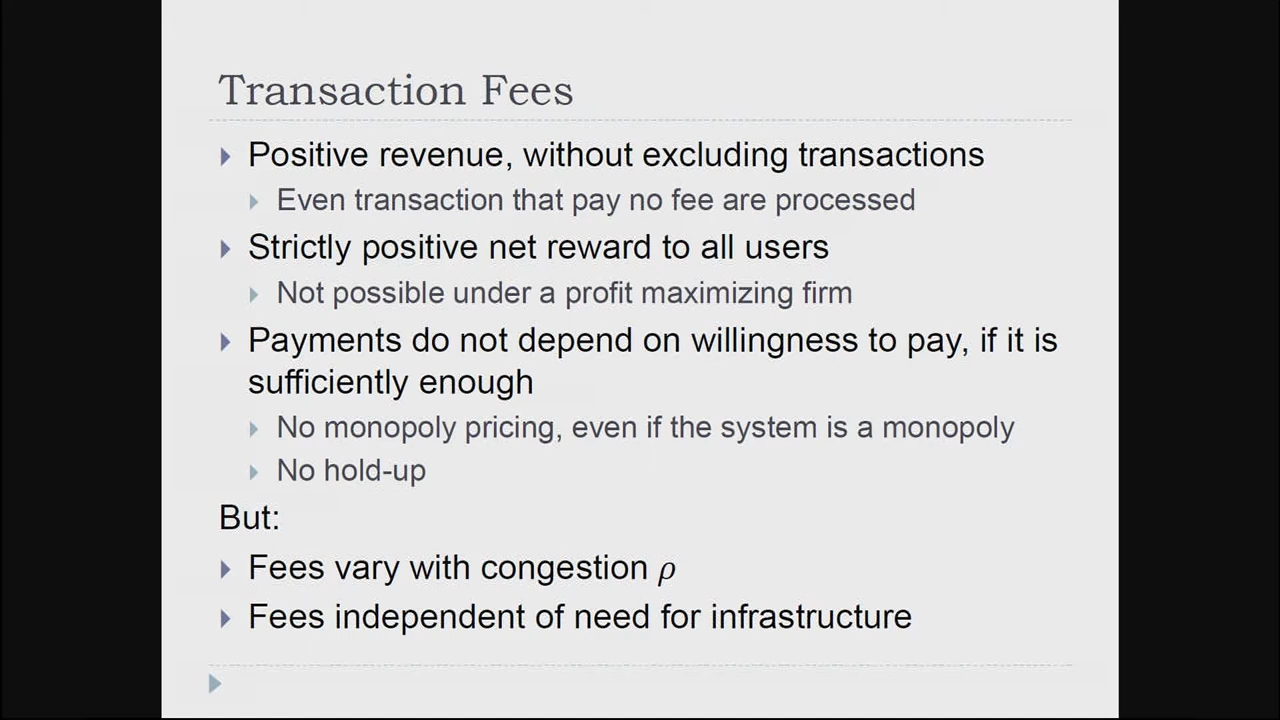 Transaction Fees
Positive revenue, without excluding transactions
Even transaction that pay no fee are processed
Strictly positive net reward to all users
Not possible under a profit maximizing firm
Payments do not depend on willingness to pay, if it is
sufficiently enough
No monopoly pricing, even if the system is a monopoly
No hold-up
But:
Fees vary with congestion ρ
Fees independent of need for infrastructure